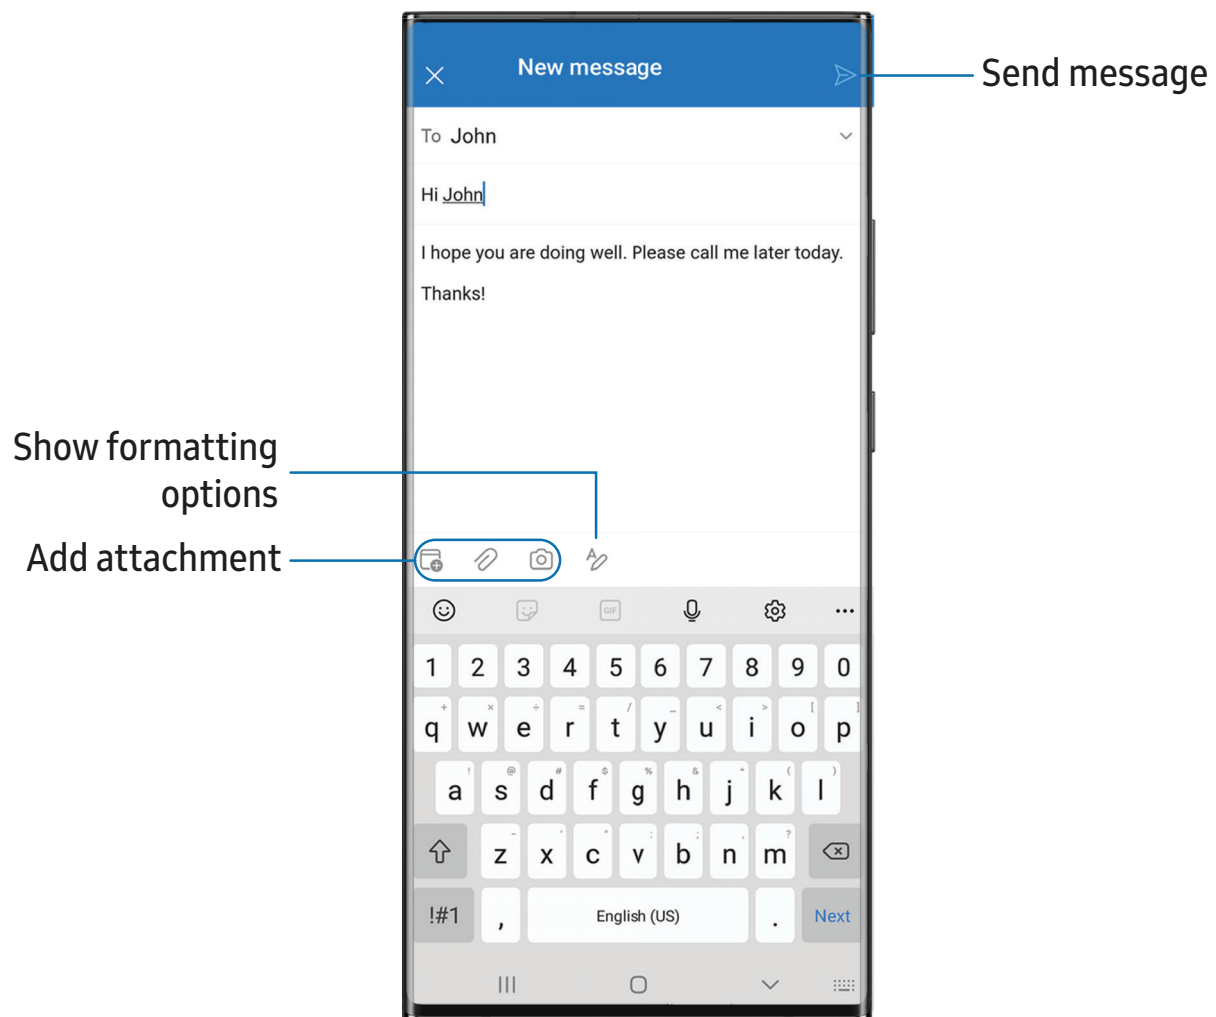 New message
Send message
To John
Hi John
I hope you are doing well. Please call me later today.
Thanks!
Show formatting
options
Add attachment
GIF
1 2 3 4 5 6 7 8 9 0
+ × ÷ = / _ < > [ ]
q w e r t y u i o p
! @ # $ % & * ( )
a s d f g h j k l
- ' " : ; , ?
z x c v b n m
!#1 , English (US) . Next